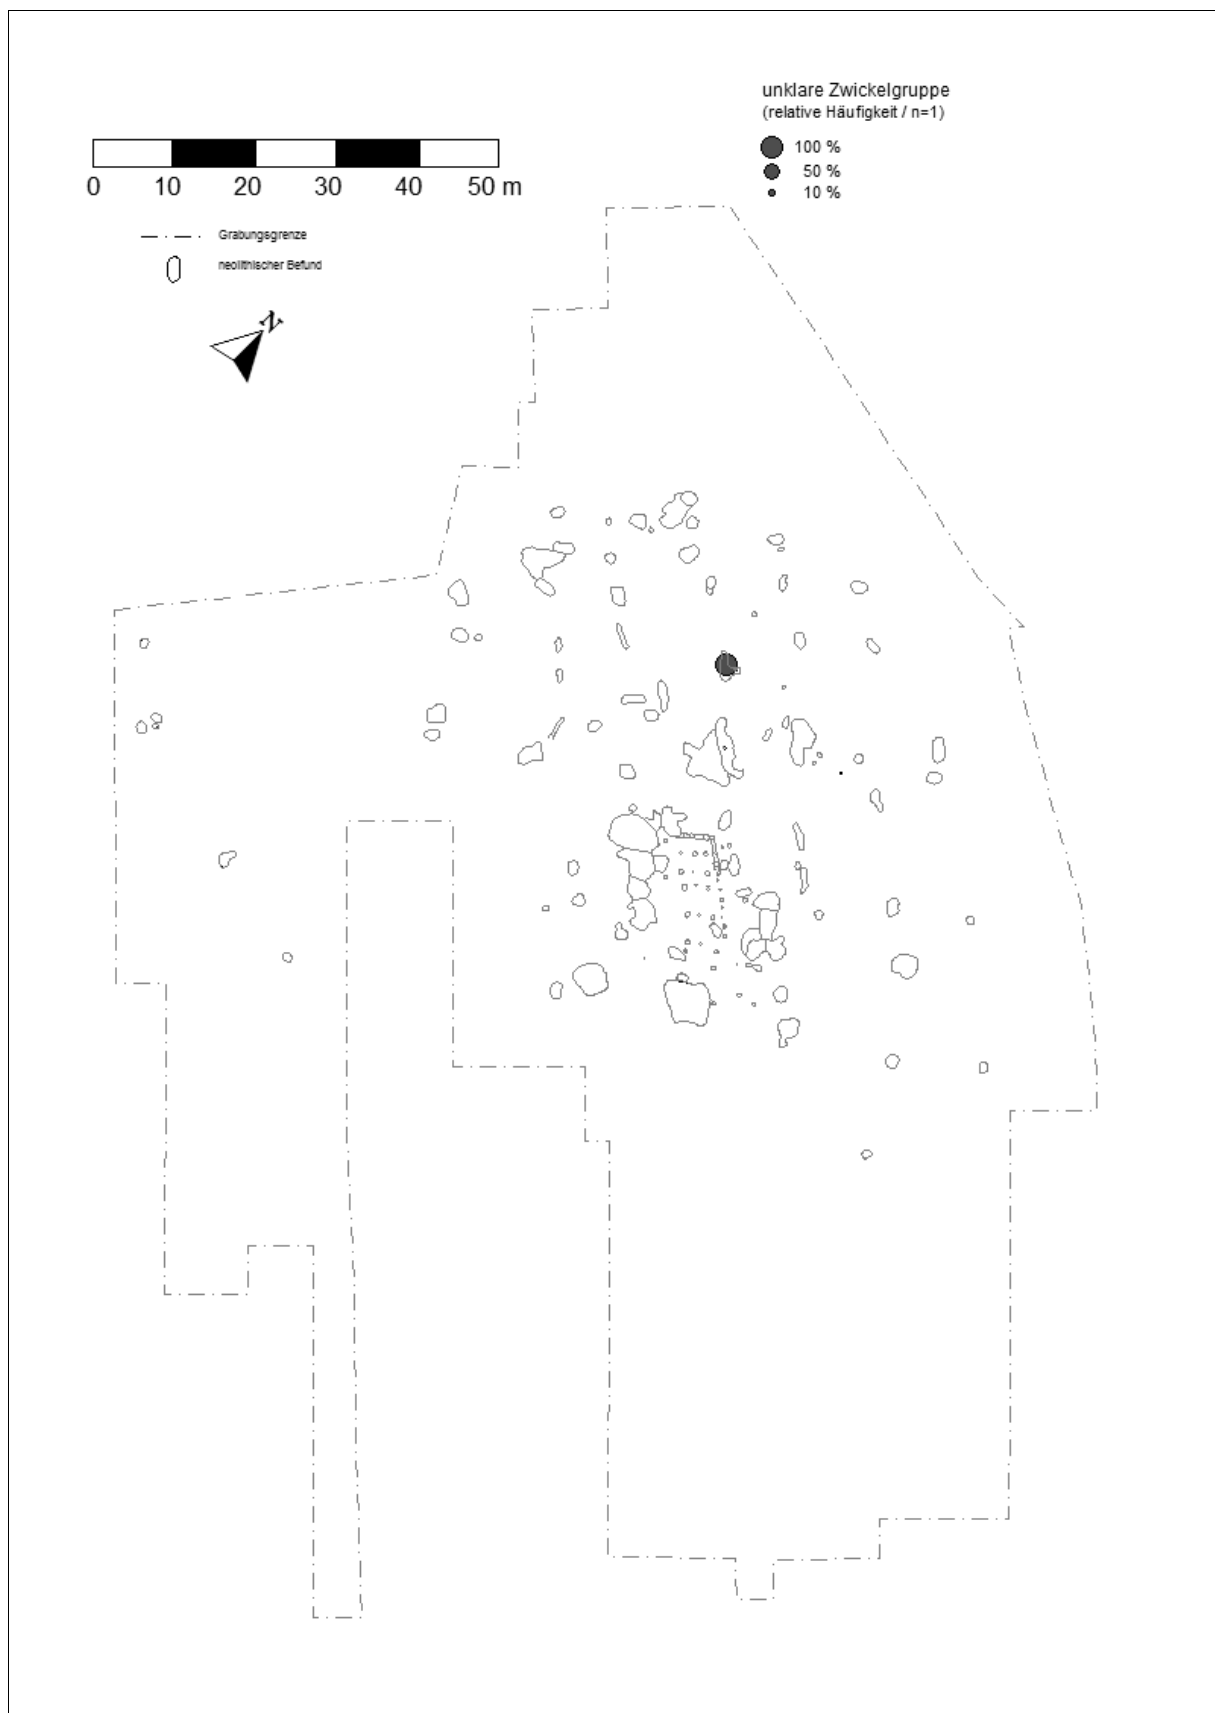 unklare Zwickelgruppe
(relative Häufigkeit / n=1)
100 %
50 %
10 %
0 10 20 30 40 50 m
Grabungsgrenze
neolithischer Befund
N